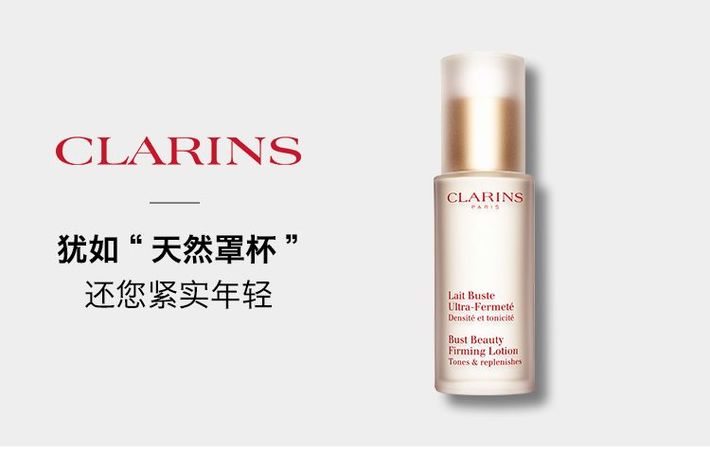 CLARINS
犹如“天然罩杯”
还您紧实年轻
CLARINS
PARIS
Lait Buste
Ultra-Fermeté
Densité et tonicité
Bust Beauty
Firming Lotion
Tones & replenishes